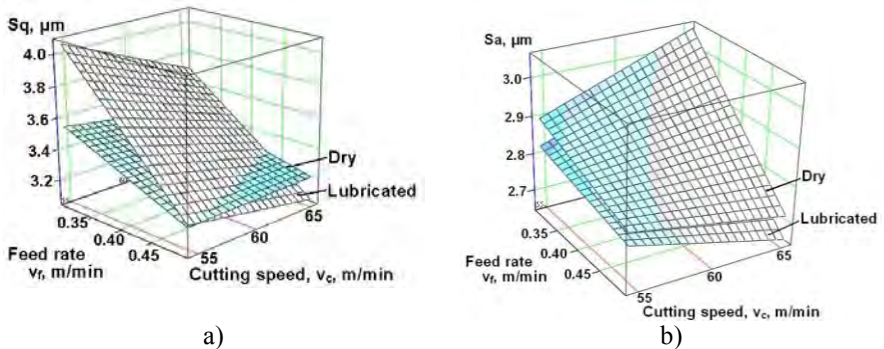 Sq, µm
4.0
3.8
3.6
3.4
3.2
0.35
0.40
0.45
Feed rate
vf, m/min
55
60
65
Cutting speed, vc, m/min
Dry
Lubricated
a)
Sa, µm
3.0
2.9
2.8
2.7
0.35
0.40
0.45
Feed rate
vf, m/min
55
60
65
Cutting speed, vc, m/min
Dry
Lubricated
b)